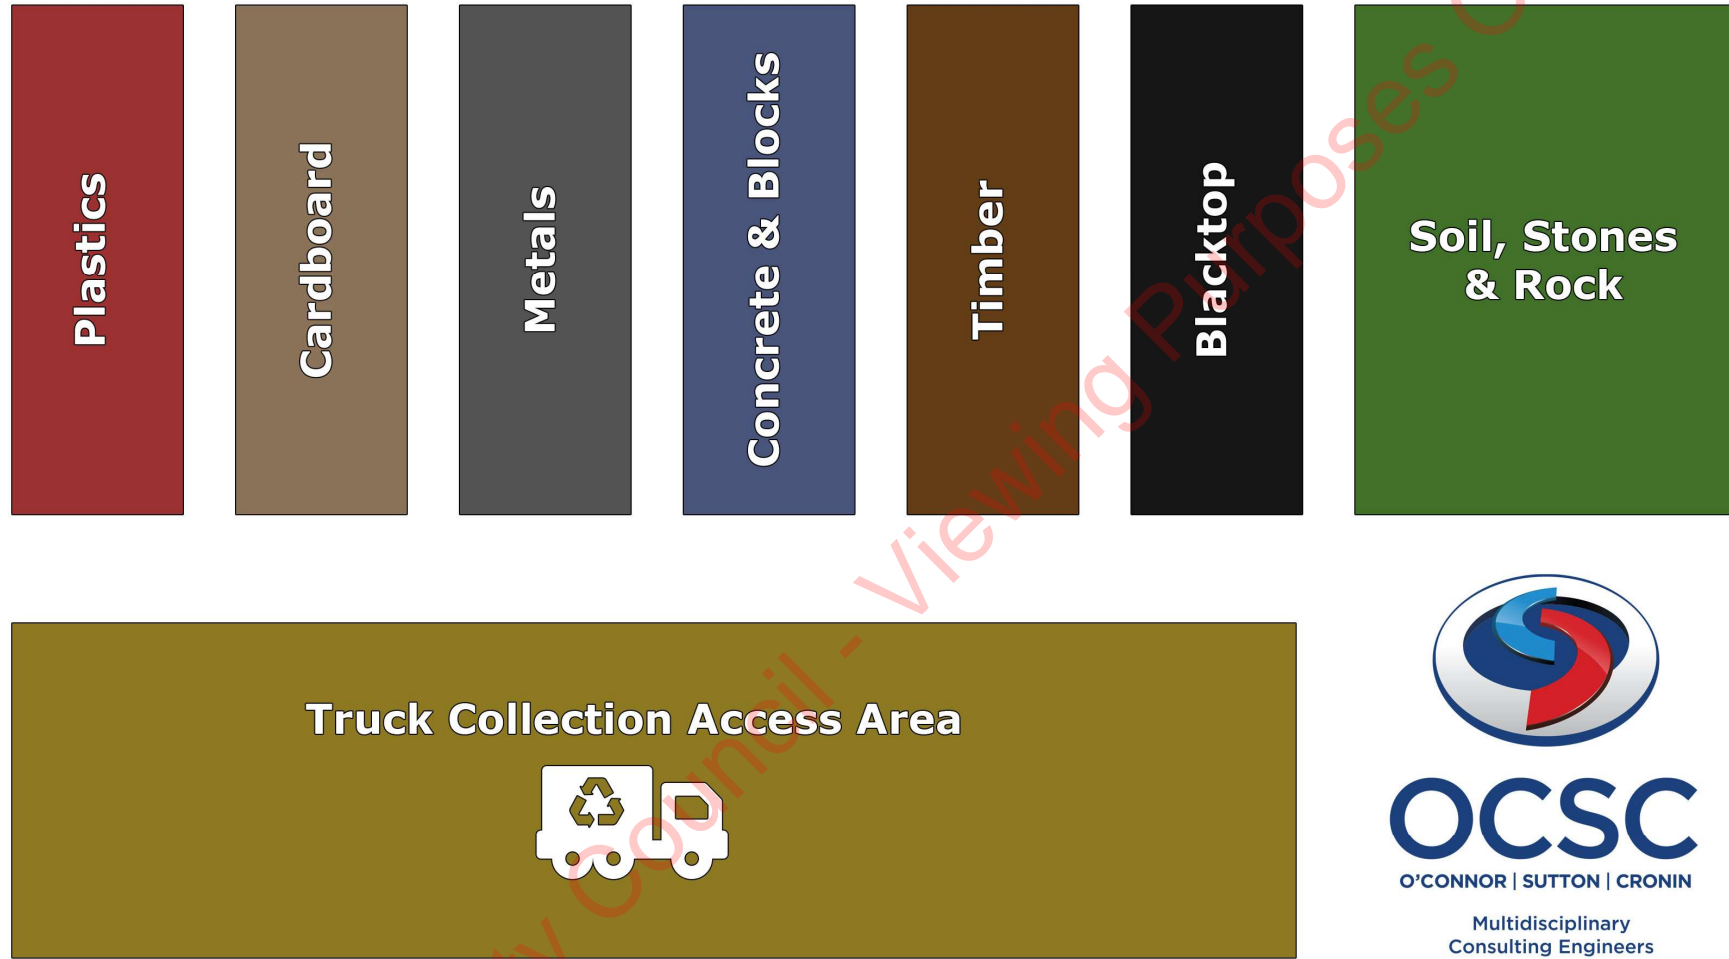 Plastics
Cardboard
Metals
Concrete & Blocks
Timber
Blacktop
Soil, Stones
& Rock
Truck Collection Access Area
Council - Viewing Purposes
OCSC
O'CONNOR | SUTTON | CRONIN
Multidisciplinary
Consulting Engineers